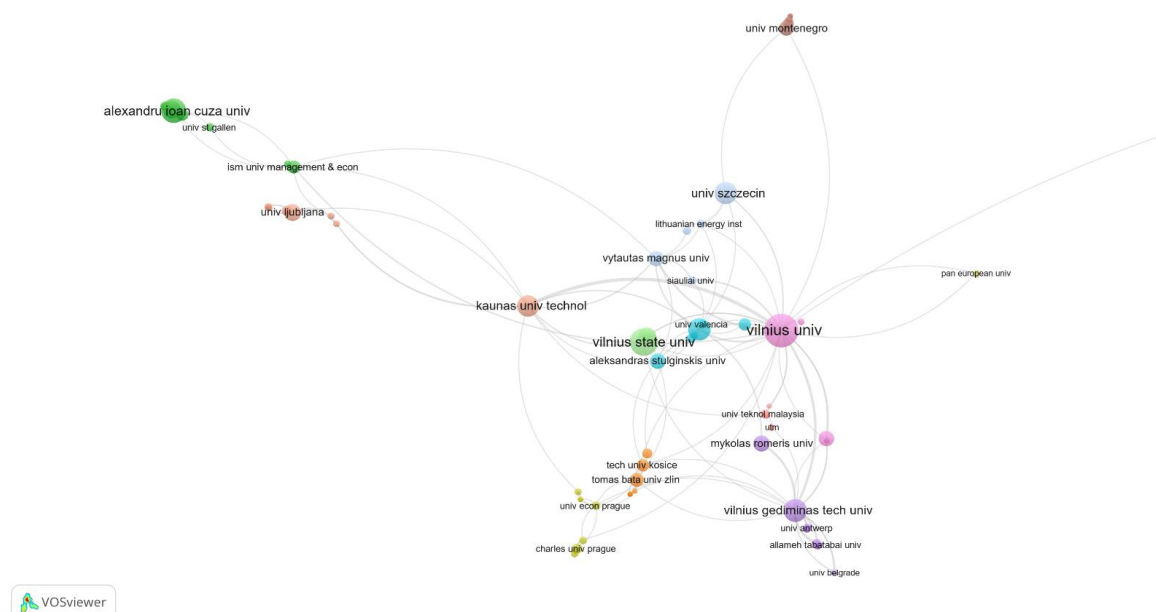 univ montenegro
alexandru ioan cuza univ
univ st gallen
ism univ management & econ
univ szczecin
univ ljubljana
lithuanian energy inst
vytautas magnus univ
pan european univ
siauliai univ
kaunas univ technol
univ valencia
vilnius univ
vilnius state univ
aleksandras stulginskis univ
univ teknol malaysia
utm
mykolas romeris univ
tech univ kosice
tomas bata univ zlin
univ econ prague
vilnius gediminas tech univ
univ antwerp
allameh tabatabai univ
charles univ prague
univ belgrade
VOSviewer